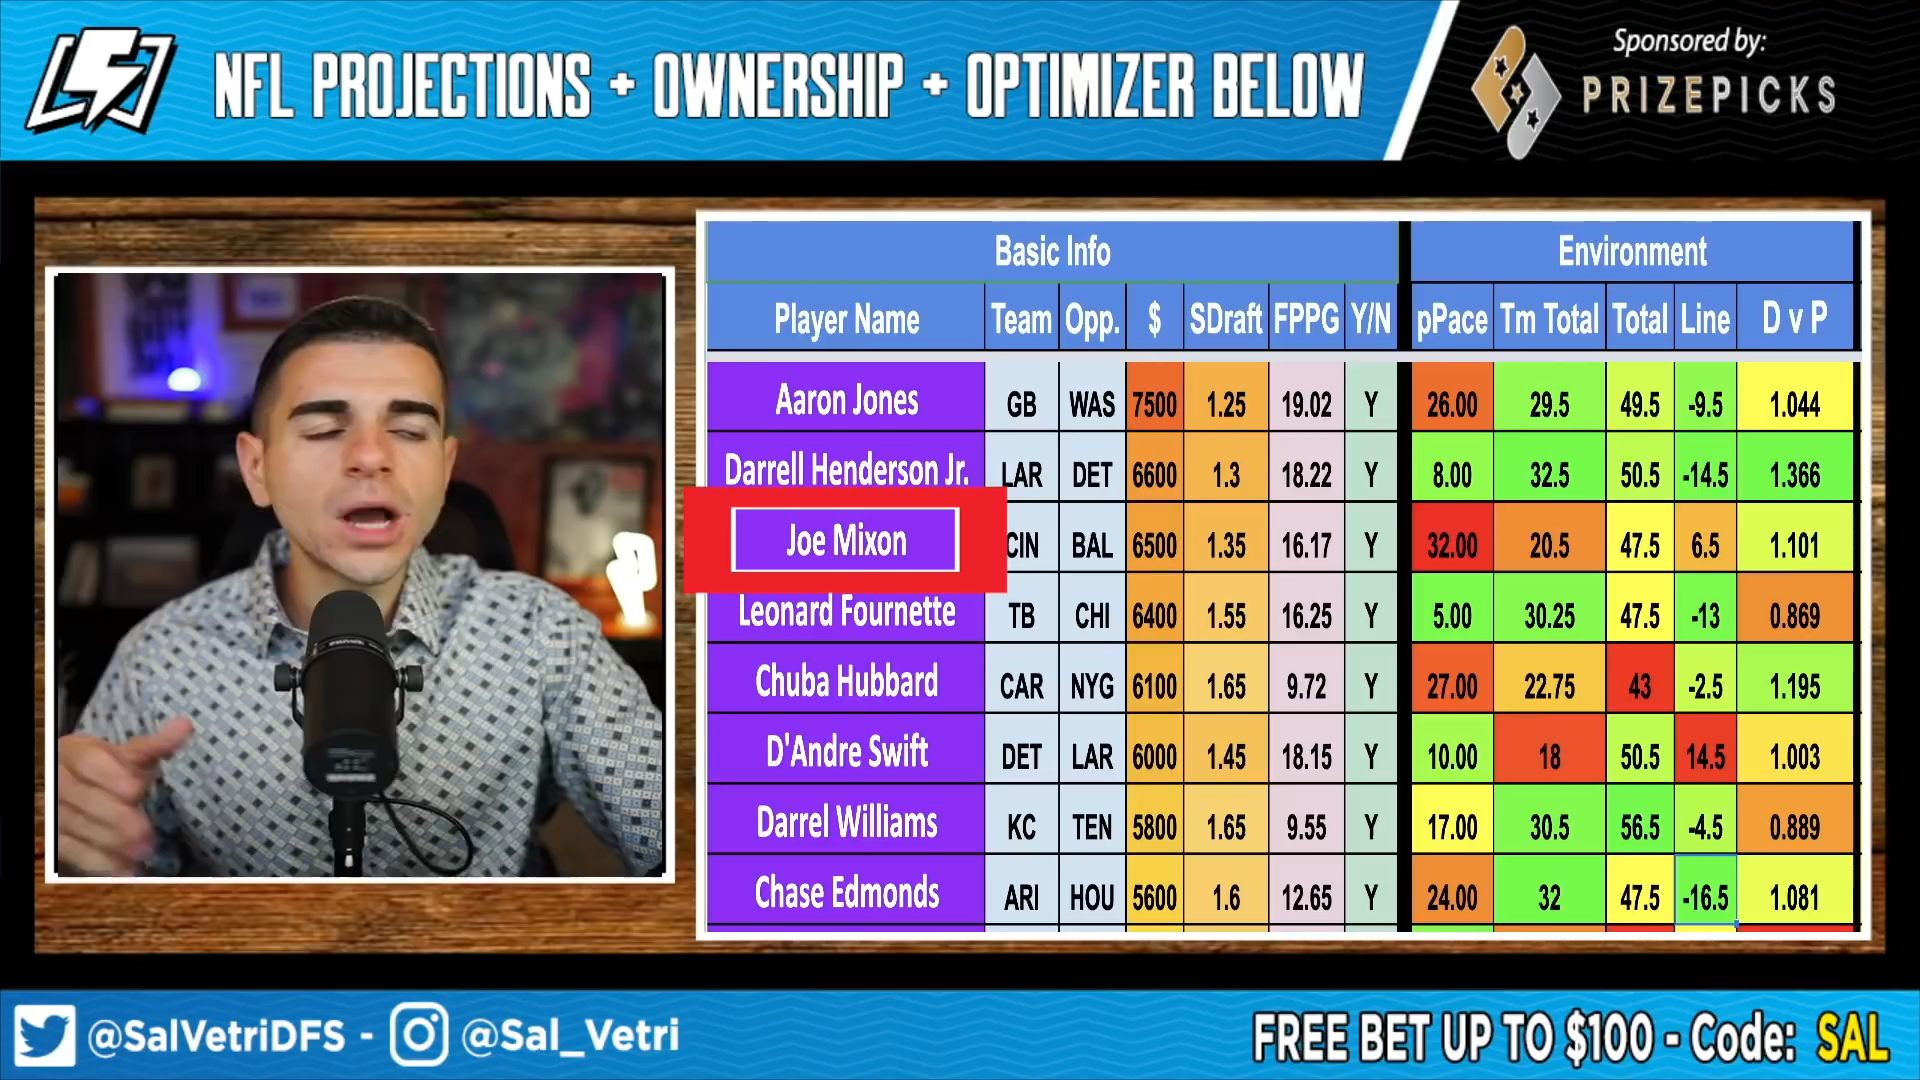 NFL PROJECTIONS + OWNERSHIP + OPTIMIZER BELOW
Sponsored by:
PRIZEPICKS
Basic Info Environment
Player Name Team Opp. $ SDraft FPPG Y/N pPace Tm Total Total Line D v P
Aaron Jones GB WAS 7500 1.25 19.02 Y 26.00 29.5 49.5 -9.5 1.044
Darrell Henderson Jr. LAR DET 6600 1.3 18.22 Y 8.00 32.5 50.5 -14.5 1.366
Joe Mixon CIN BAL 6500 1.35 16.17 Y 32.00 20.5 47.5 6.5 1.101
Leonard Fournette TB CHI 6400 1.55 16.25 Y 5.00 30.25 47.5 -13 0.869
Chuba Hubbard CAR NYG 6100 1.65 9.72 Y 27.00 22.75 43 -2.5 1.195
D'Andre Swift DET LAR 6000 1.45 18.15 Y 10.00 18 50.5 14.5 1.003
Darrel Williams KC TEN 5800 1.65 9.55 Y 17.00 30.5 56.5 -4.5 0.889
Chase Edmonds ARI HOU 5600 1.6 12.65 Y 24.00 32 47.5 -16.5 1.081
@SalVetriDFS - @Sal_Vetri
FREE BET UP TO $100 - Code: SAL